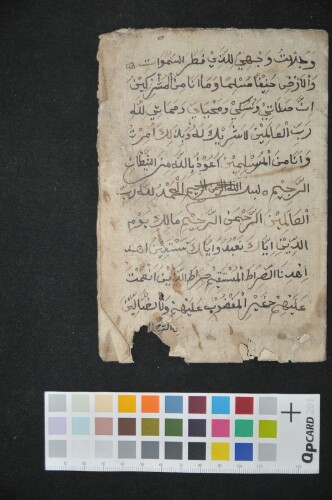 وجهت وجهي للذي فطر السموات
والارض حنيفا مسلما وما انا من المشركين
ان صلاتي ونسكي ومحياي ومماتي لله
رب العالمين لا شريك له وبذلك امرت
وانا من المسلمين اعوذ بالله من الشيطان
الرجيم بسم الله الرحمن الرحيم الحمد لله رب
العالمين الرحمن الرحيم مالك يوم
الدين اياك نعبد واياك نستعين اهد
اهدنا الصراط المستقيم صراط الذين انعمت
عليهم غير المغضوب عليهم ولا الضالين
QPCARD